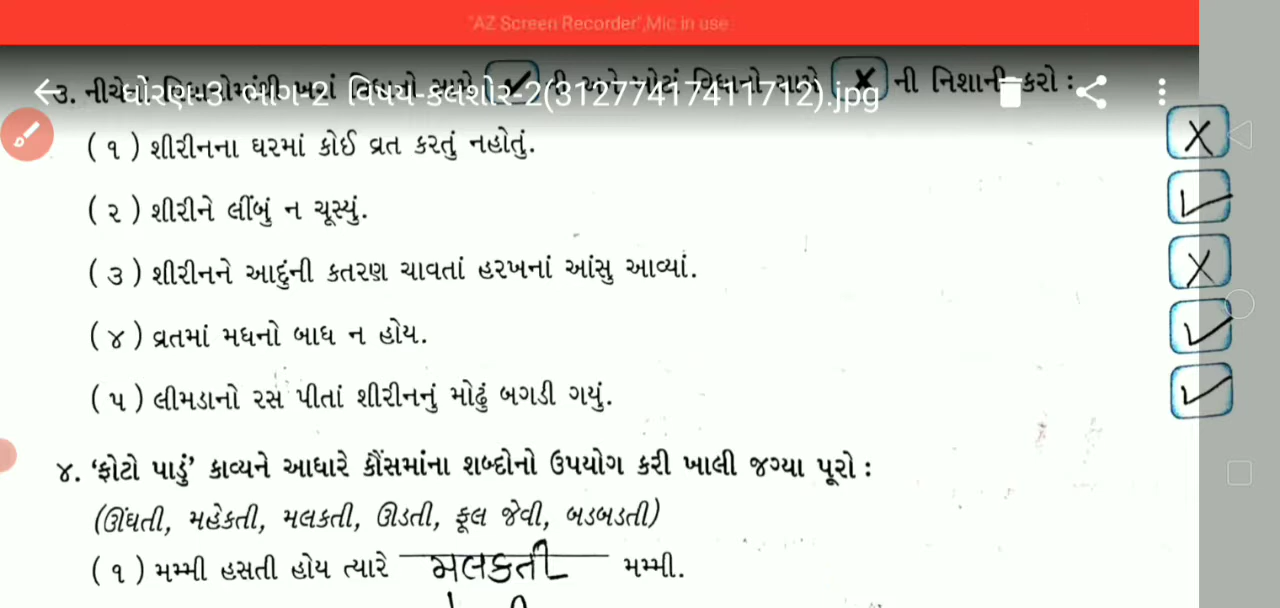 "AZ Screen Recorder",Mic in use
ધોરણ-3 ભાગ-2 વિષય-કલશોર-2(31277417411712).jpg
૩. ✓ ✗ ની નિશાની કરો :
( ૧ ) શીરીનના ઘરમાં કોઈ વ્રત કરતું નહોતું. ✗
( ૨ ) શીરીને લીંબું ન ચૂસ્યું. ✓
( ૩ ) શીરીનને આદુંની કતરણ ચાવતાં હરખનાં આંસુ આવ્યાં. ✗
( ૪ ) વ્રતમાં મધનો બાધ ન હોય. ✓
( ૫ ) લીમડાનો રસ પીતાં શીરીનનું મોઢું બગડી ગયું. ✓
૪. ‘ફોટો પાડું’ કાવ્યને આધારે કૌંસમાંના શબ્દોનો ઉપયોગ કરી ખાલી જગ્યા પૂરો :
(ઊંઘતી, મહેકતી, મલકતી, ઊડતી, ફૂલ જેવી, બડબડતી)
( ૧ ) મમ્મી હસતી હોય ત્યારે મલકતી મમ્મી.